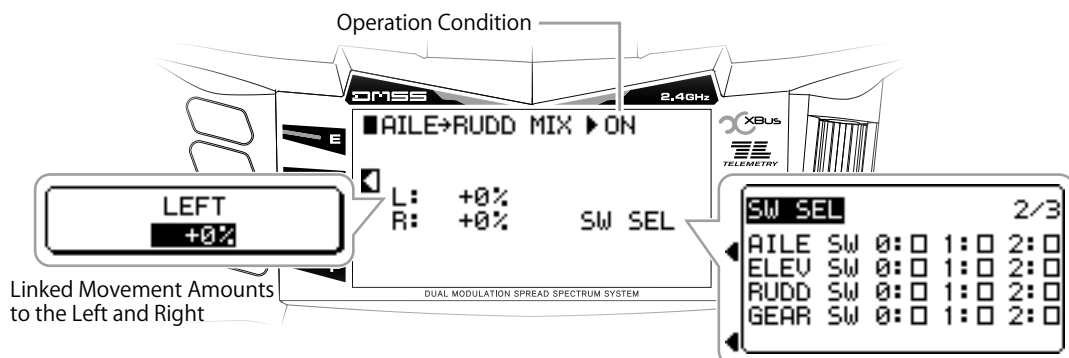 Operation Condition
DMSS
2.4GHz
■AILE→RUDD MIX ▶ON
XBus
TELEMETRY
E
L: +0%
R: +0% SW SEL
LEFT
+0%
SW SEL 2/3
AILE SW 0:□ 1:□ 2:□
ELEV SW 0:□ 1:□ 2:□
RUDD SW 0:□ 1:□ 2:□
GEAR SW 0:□ 1:□ 2:□
Linked Movement Amounts
to the Left and Right
DUAL MODULATION SPREAD SPECTRUM SYSTEM